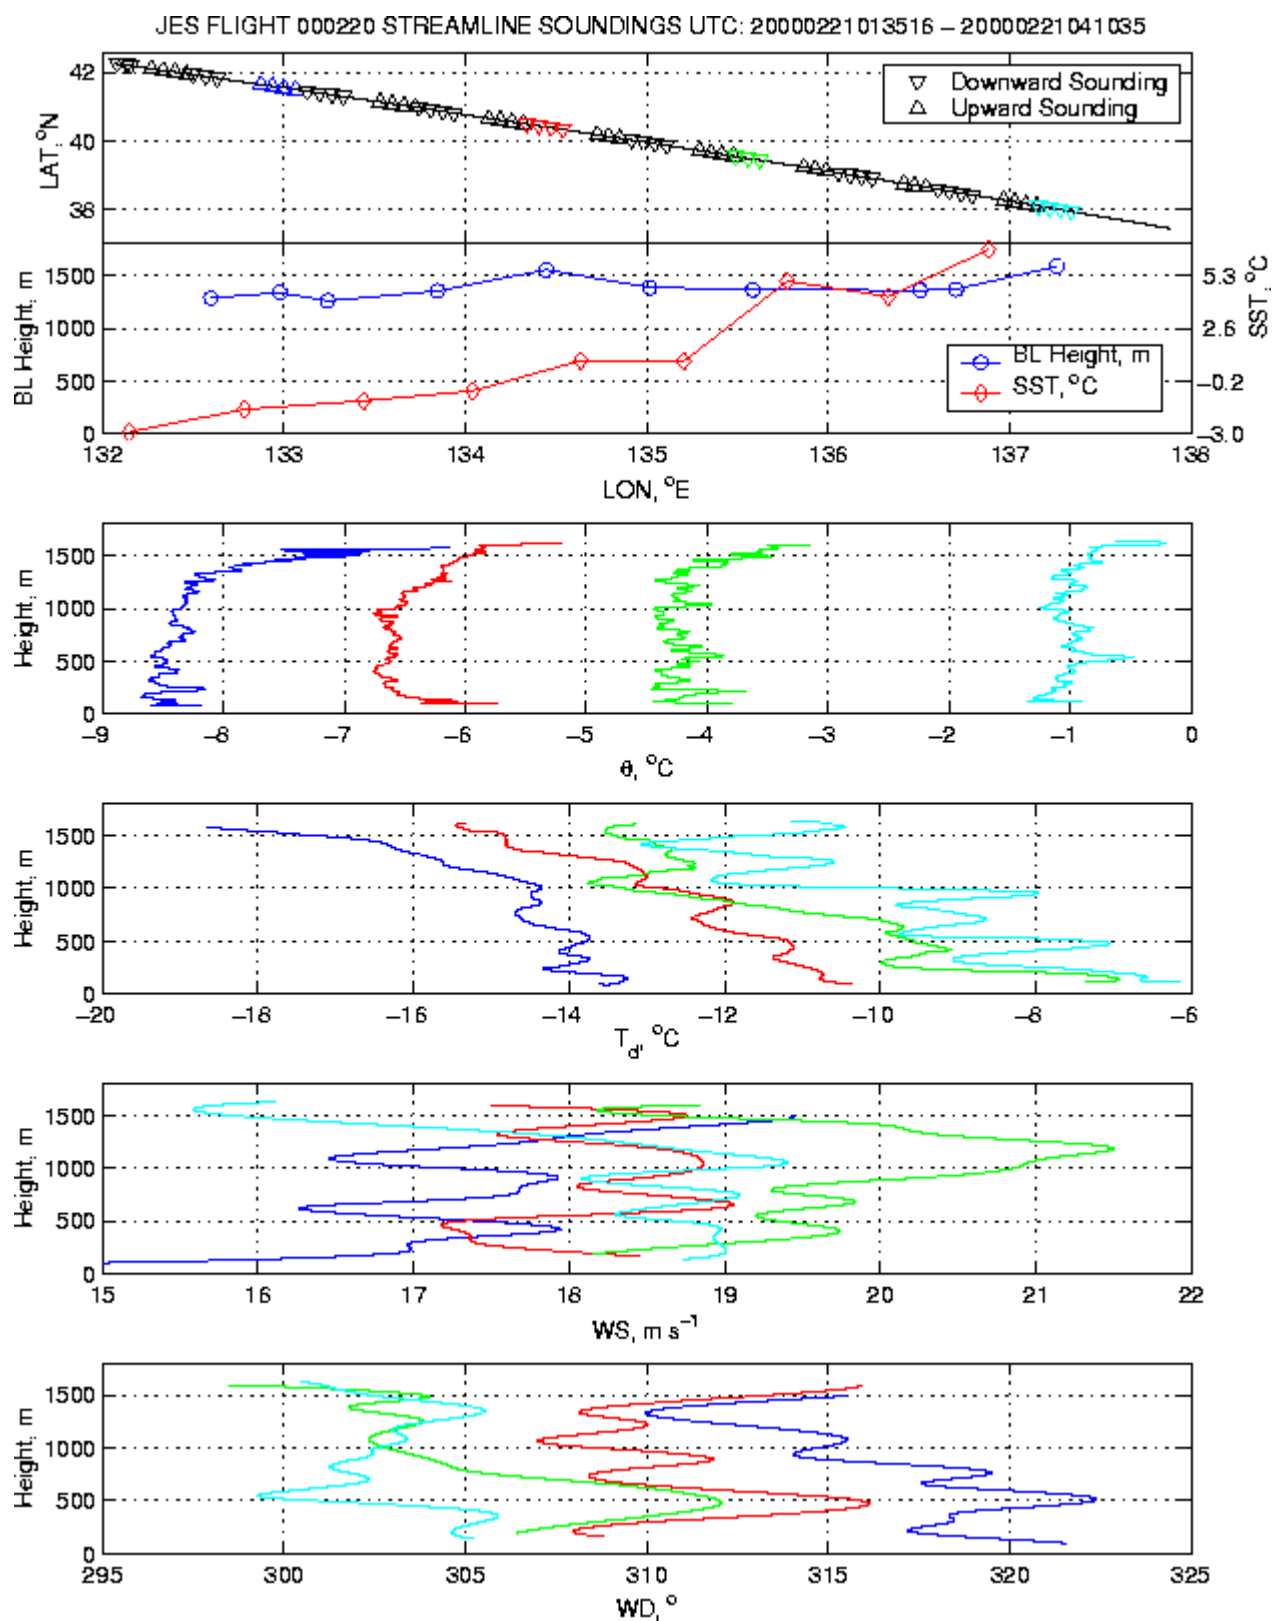 JES FLIGHT 000220 STREAMLINE SOUNDINGS UTC: 20000221013516 – 20000221041035
42
40
38
LAT, °N
Downward Sounding
Upward Sounding
1500
1000
500
0
BL Height, m
5.3
2.6
−0.2
−3.0
SST, °C
BL Height, m
SST, °C
132 133 134 135 136 137 138
LON, °E
1500
1000
500
0
Height, m
−9 −8 −7 −6 −5 −4 −3 −2 −1 0
θ, °C
1500
1000
500
0
Height, m
−20 −18 −16 −14 −12 −10 −8 −6
Td, °C
1500
1000
500
0
Height, m
15 16 17 18 19 20 21 22
WS, m s−1
1500
1000
500
0
Height, m
295 300 305 310 315 320 325
WD, °